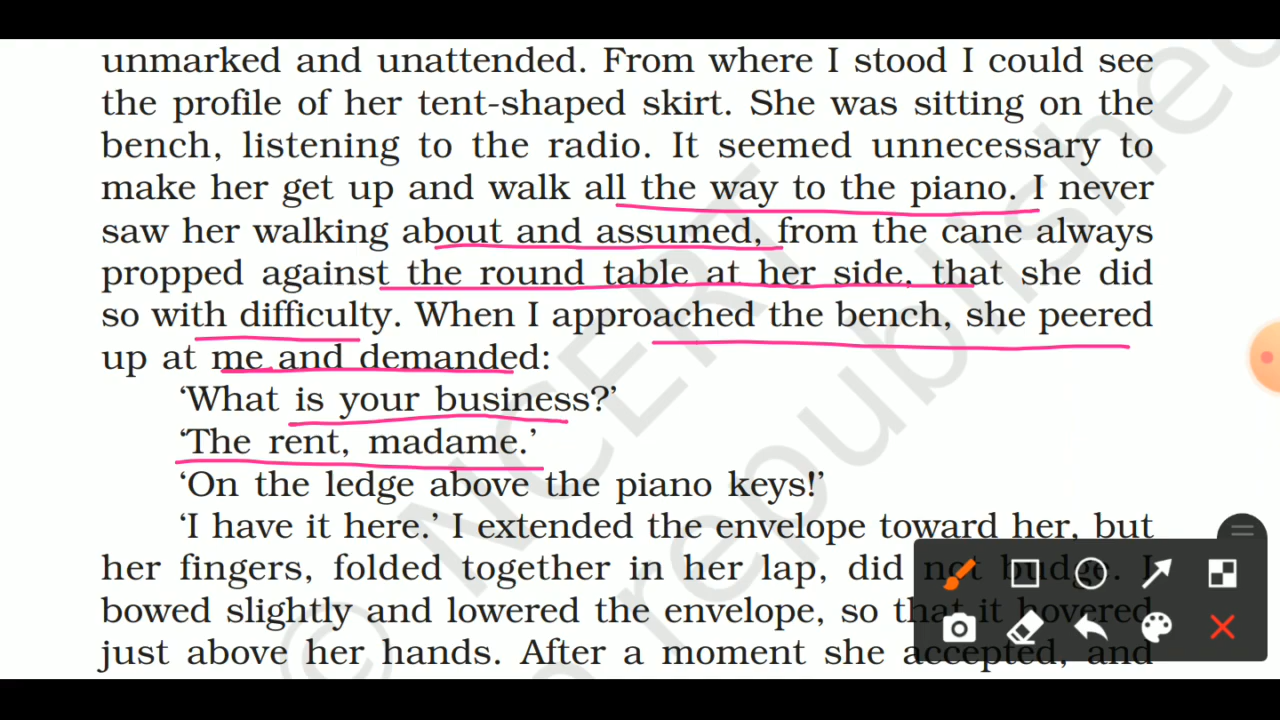 unmarked and unattended. From where I stood I could see
the profile of her tent-shaped skirt. She was sitting on the
bench, listening to the radio. It seemed unnecessary to
make her get up and walk all the way to the piano. I never
saw her walking about and assumed, from the cane always
propped against the round table at her side, that she did
so with difficulty. When I approached the bench, she peered
up at me and demanded:
‘What is your business?’
‘The rent, madame.’
‘On the ledge above the piano keys!’
‘I have it here.’ I extended the envelope toward her, but
her fingers, folded together in her lap, did not budge. I
bowed slightly and lowered the envelope, so that it hovered
just above her hands. After a moment she accepted, and
© NCERT
republished